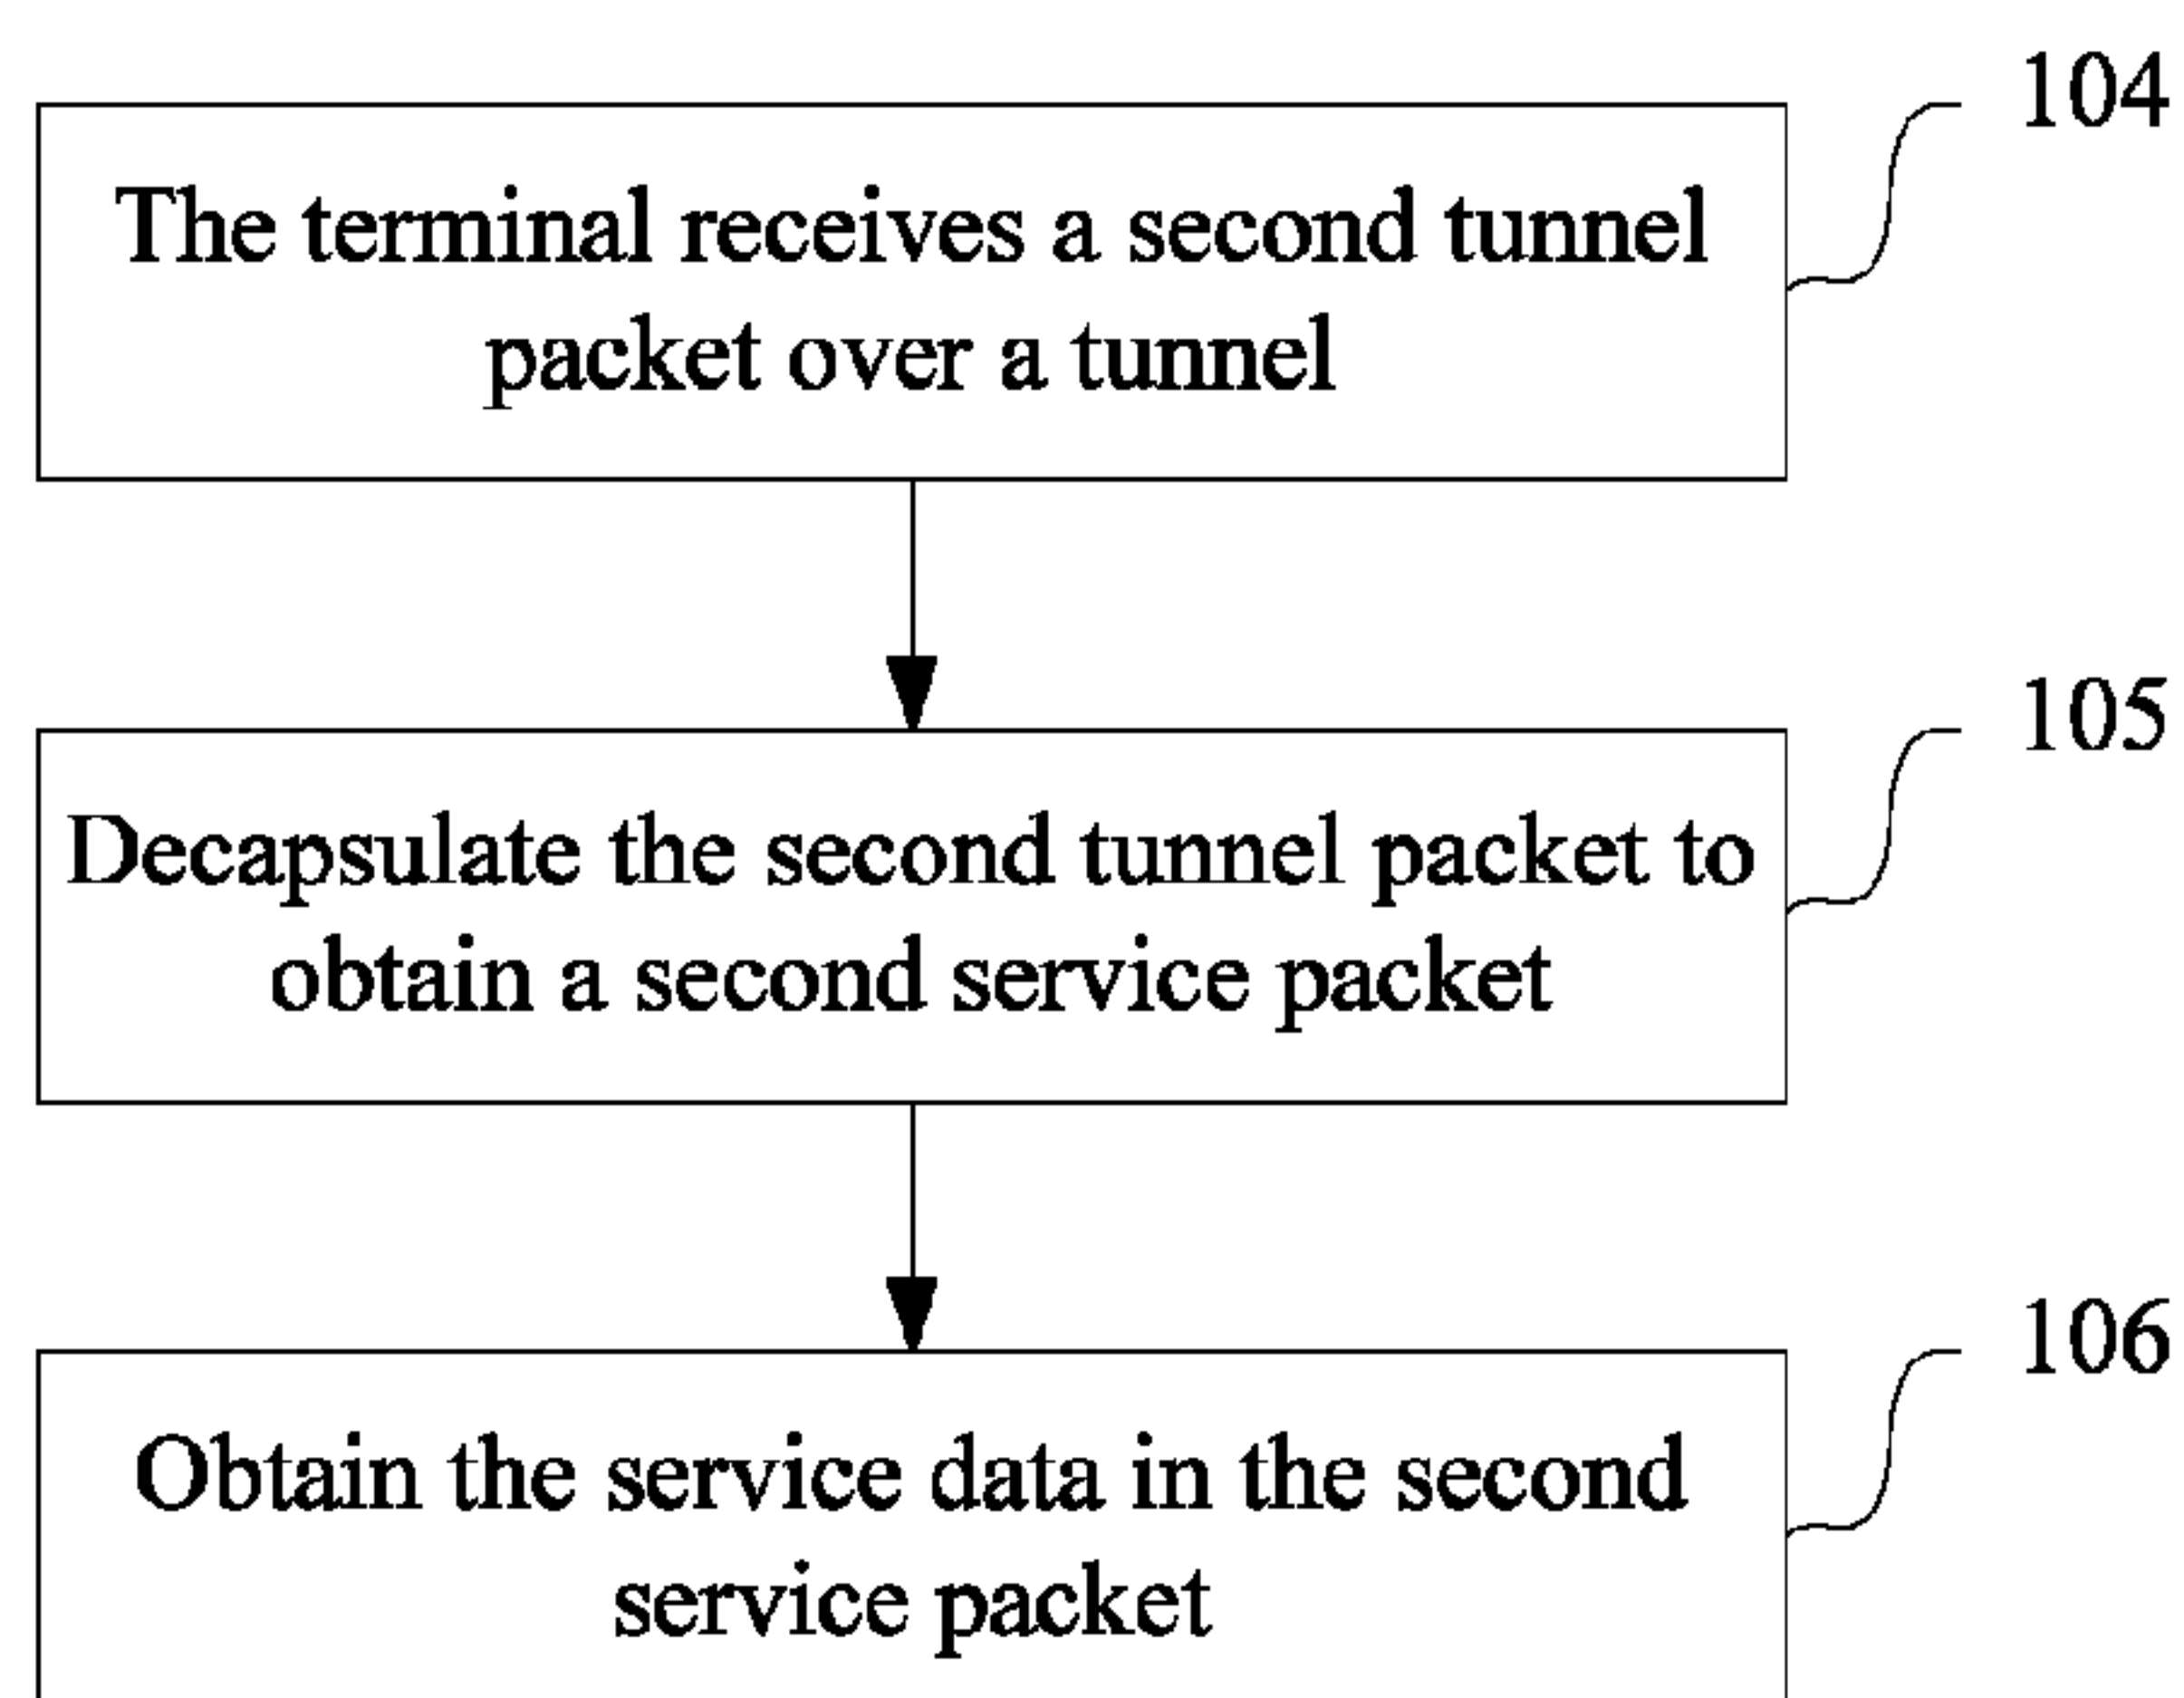 104
The terminal receives a second tunnel
packet over a tunnel
105
Decapsulate the second tunnel packet to
obtain a second service packet
106
Obtain the service data in the second
service packet